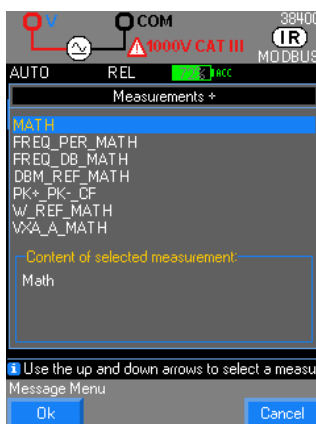 V COM 38400
1000V CAT III IR
MODBUS
AUTO REL ACC
Measurements +
MATH
FREQ_PER_MATH
FREQ_DB_MATH
DBM_REF_MATH
PK+_PK-_CF
W_REF_MATH
VXA_A_MATH
Content of selected measurement:
Math
Use the up and down arrows to select a measu
Message Menu
Ok Cancel